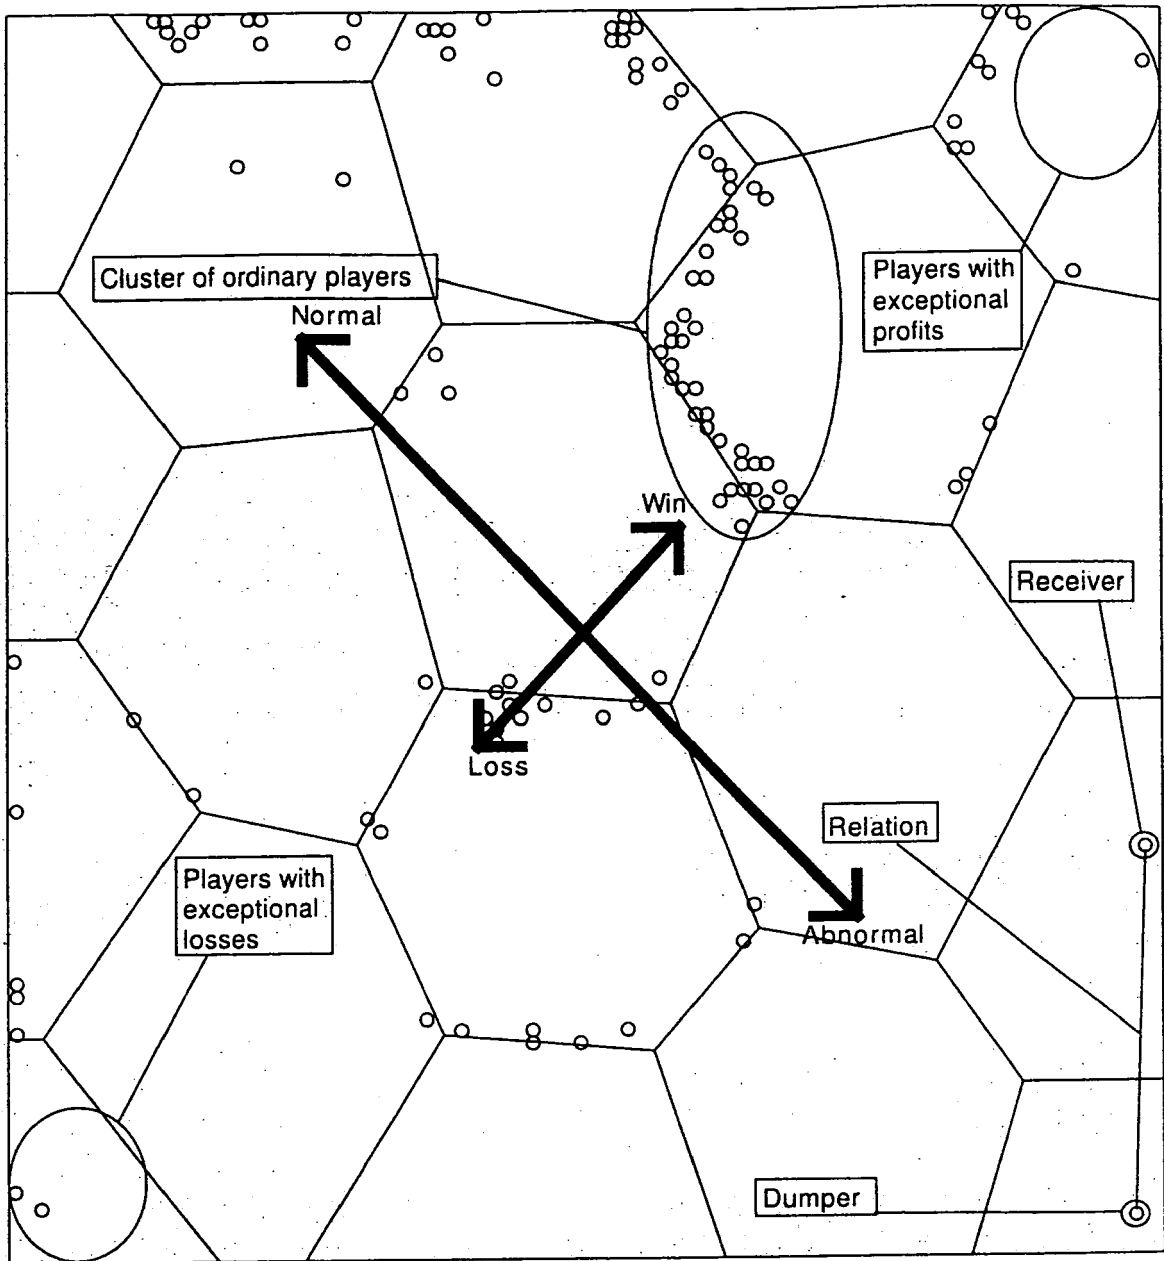 Cluster of ordinary players
Normal
Players with
exceptional
profits
Win
Receiver
Loss
Relation
Players with
exceptional
losses
Abnormal
Dumper